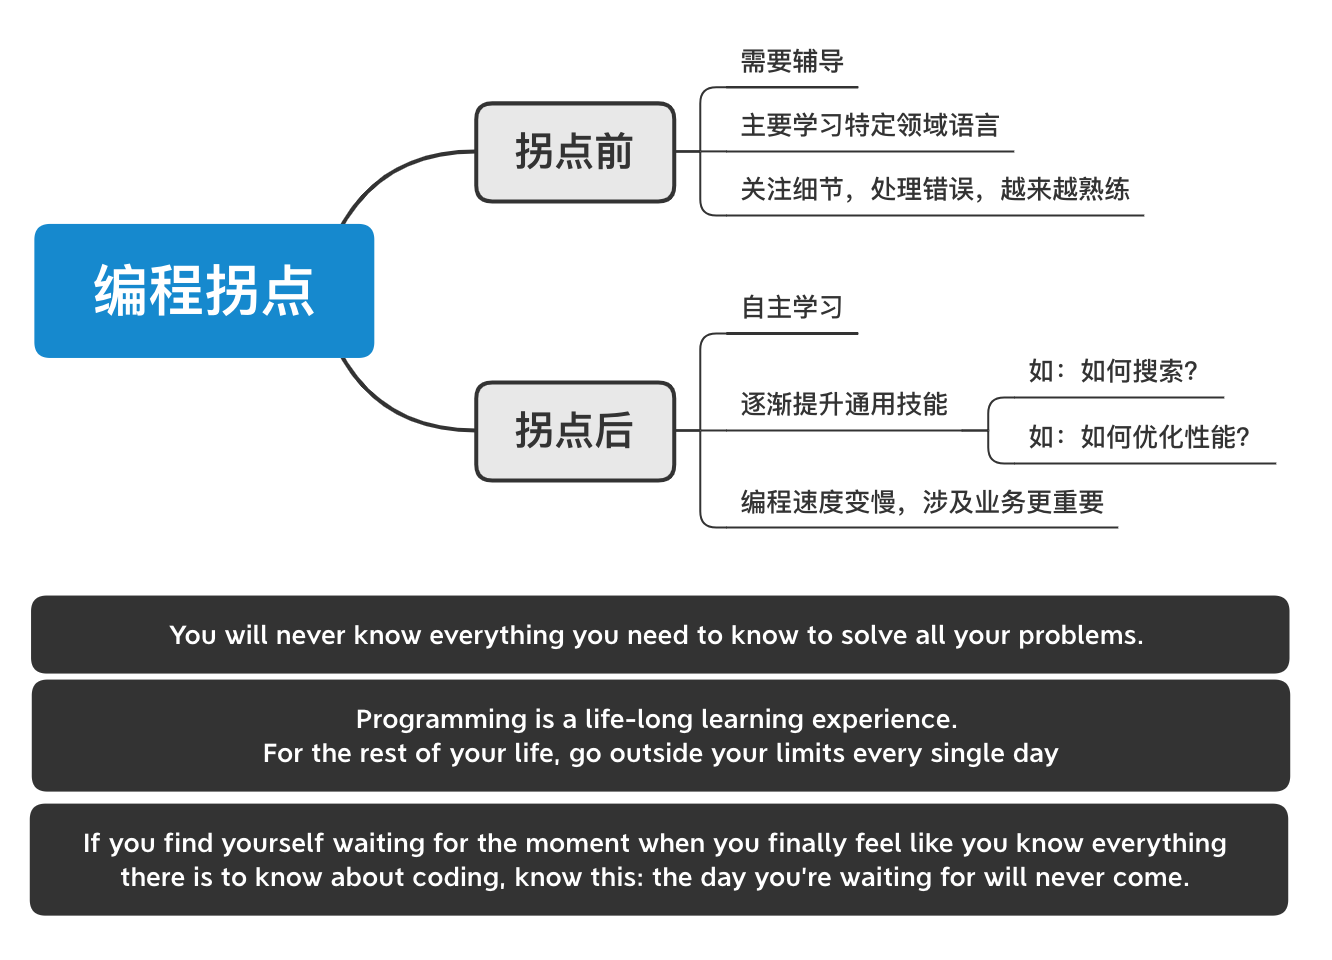 编程拐点
拐点前
需要辅导
主要学习特定领域语言
关注细节，处理错误，越来越熟练
拐点后
自主学习
逐渐提升通用技能
如：如何搜索?
如：如何优化性能?
编程速度变慢，涉及业务更重要
You will never know everything you need to know to solve all your problems.
Programming is a life-long learning experience.
For the rest of your life, go outside your limits every single day
If you find yourself waiting for the moment when you finally feel like you know everything
there is to know about coding, know this: the day you're waiting for will never come.